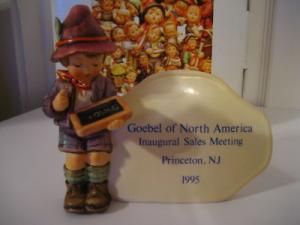 Goebel of North America
Inaugural Sales Meeting
Princeton, NJ
1995